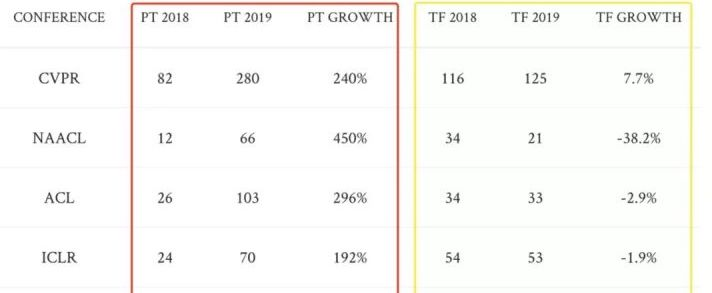 CONFERENCE PT 2018 PT 2019 PT GROWTH TF 2018 TF 2019 TF GROWTH
CVPR 82 280 240% 116 125 7.7%
NAACL 12 66 450% 34 21 -38.2%
ACL 26 103 296% 34 33 -2.9%
ICLR 24 70 192% 54 53 -1.9%